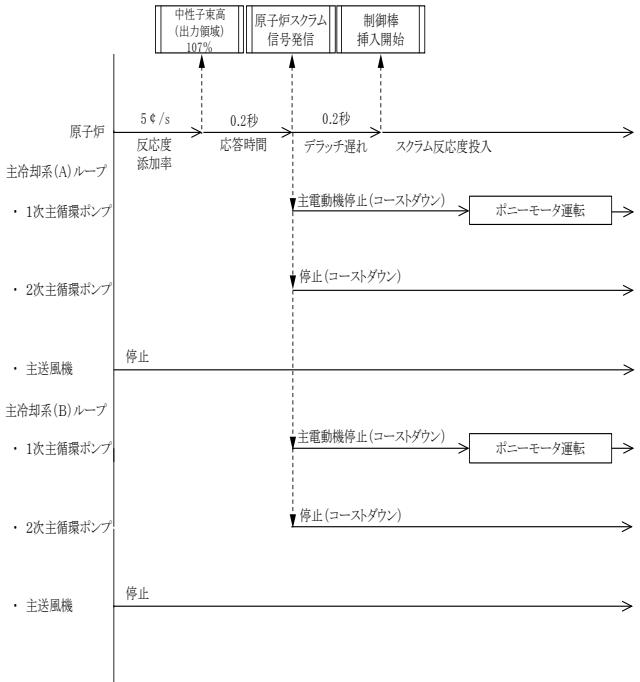 中性子束高
(出力領域)
107%
原子炉スクラム
信号発信
制御棒
挿入開始
原子炉
5¢/s
反応度
添加率
0.2秒
応答時間
0.2秒
デラッチ遅れ
スクラム反応度投入
主冷却系(A)ループ
・ 1次主循環ポンプ
主電動機停止(コーストダウン)
ポニーモータ運転
・ 2次主循環ポンプ
停止(コーストダウン)
・ 主送風機
停止
主冷却系(B)ループ
・ 1次主循環ポンプ
主電動機停止(コーストダウン)
ポニーモータ運転
・ 2次主循環ポンプ
停止(コーストダウン)
・ 主送風機
停止